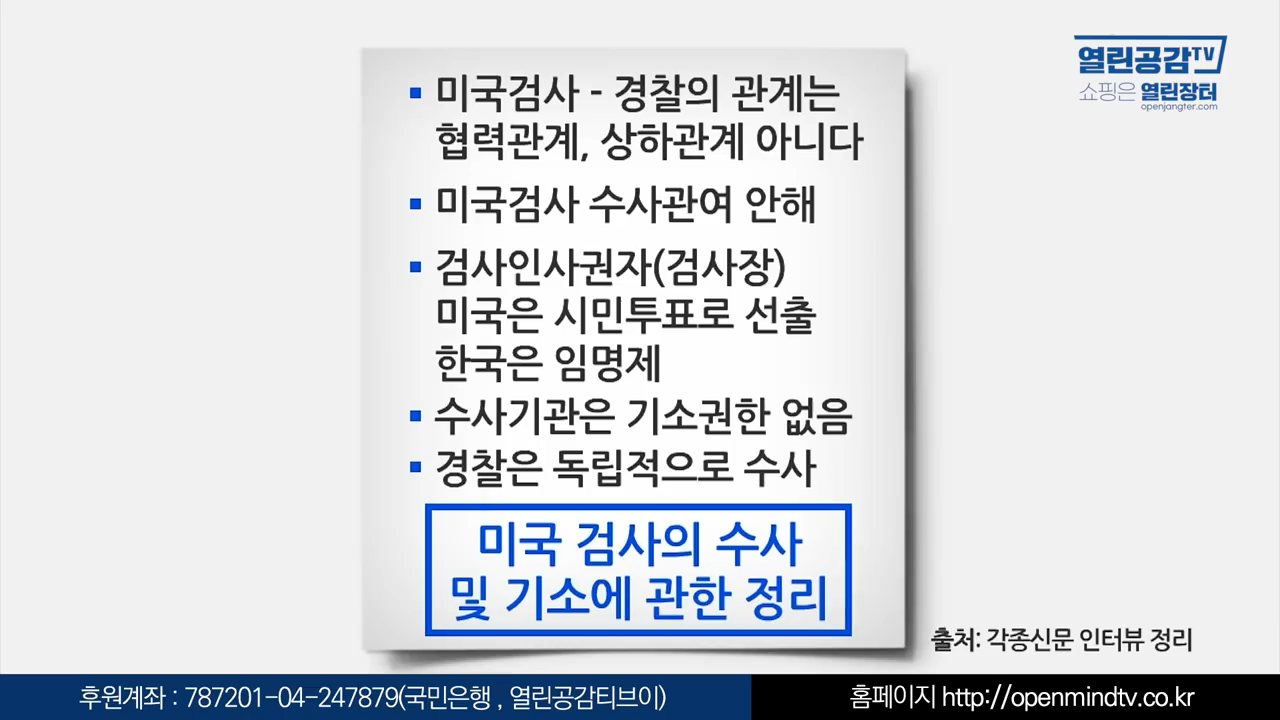 열린공감TV
쇼핑은 열린장터
openjangter.com
미국검사 - 경찰의 관계는
협력관계, 상하관계 아니다
미국검사 수사관여 안해
검사인사권자(검사장)
미국은 시민투표로 선출
한국은 임명제
수사기관은 기소권한 없음
경찰은 독립적으로 수사
미국 검사의 수사
및 기소에 관한 정리
출처: 각종신문 인터뷰 정리
후원계좌 : 787201-04-247879(국민은행 , 열린공감티브이)
홈페이지 http://openmindtv.co.kr